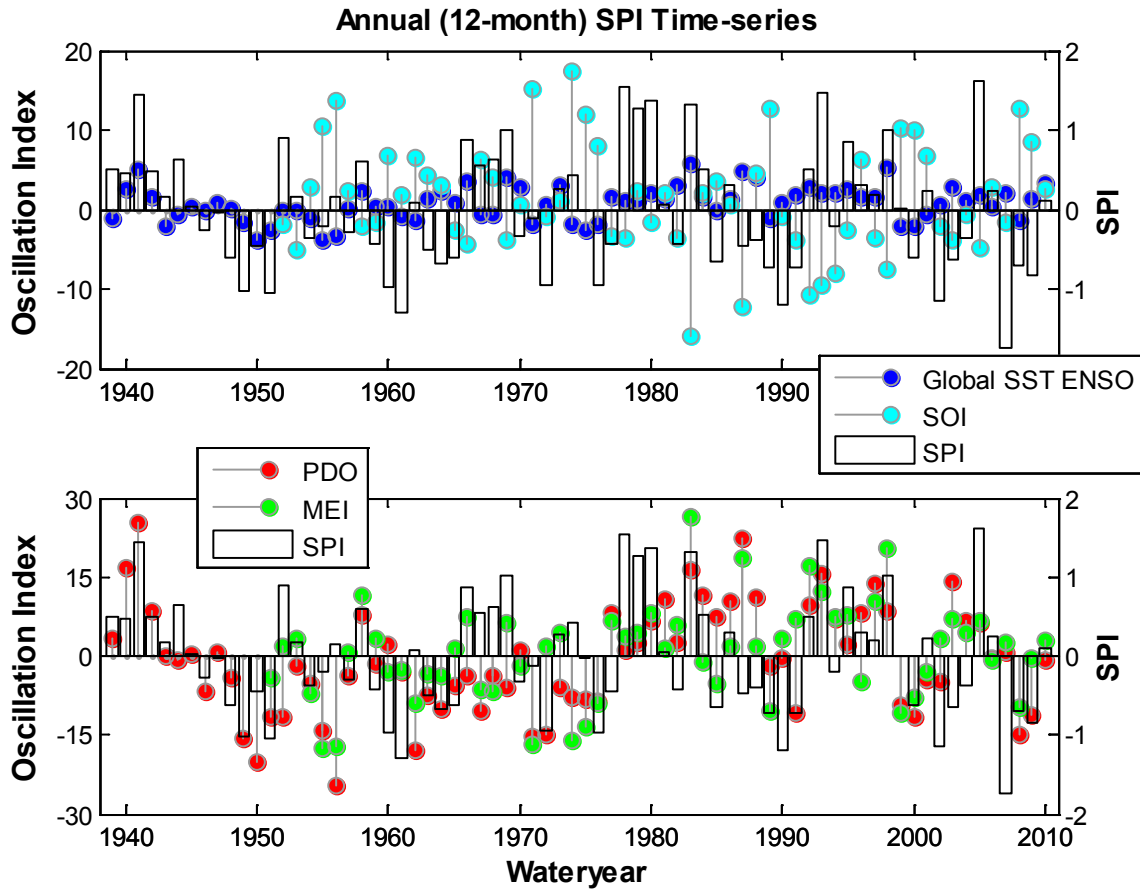 Annual (12-month) SPI Time-series
20
10
0
-10
-20
Oscillation Index
2
1
0
-1
SPI
1940 1950 1960 1970 1980 1990
Global SST ENSO
SOI
SPI
PDO
MEI
SPI
30
15
0
-15
-30
Oscillation Index
2
1
0
-1
-2
SPI
1940 1950 1960 1970 1980 1990 2000 2010
Wateryear